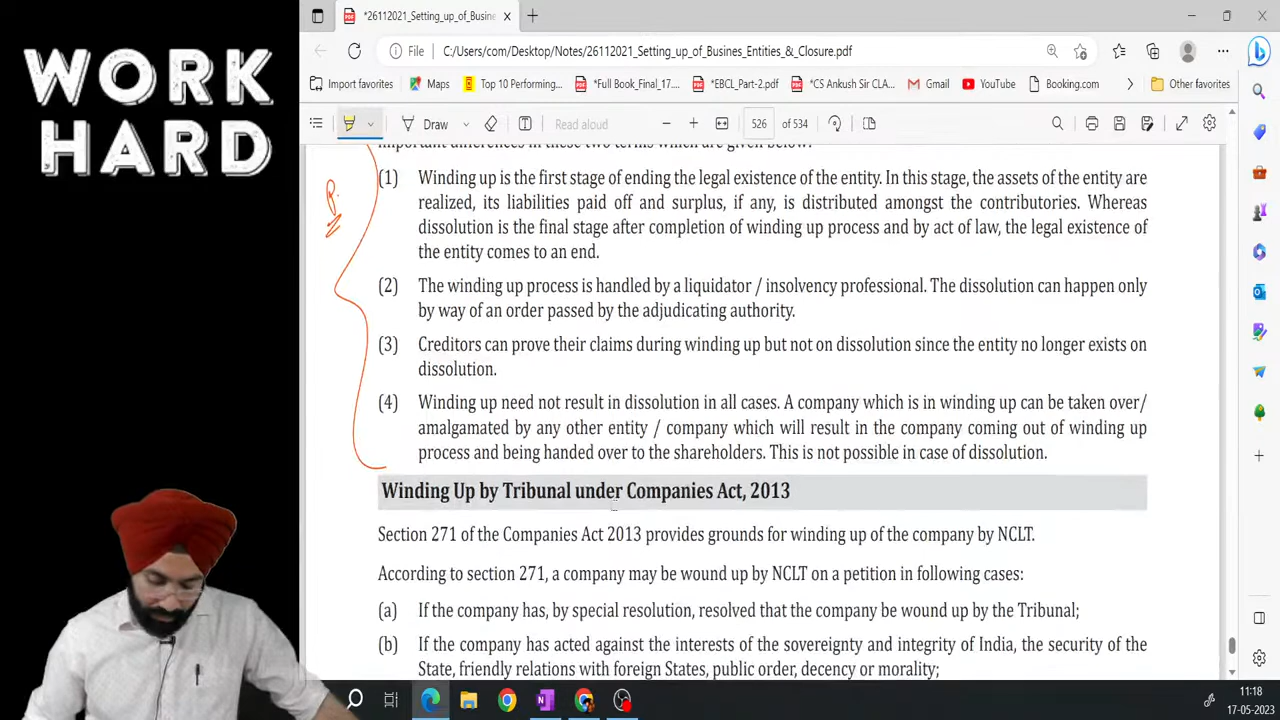 WORK
HARD
*26112021_Setting_up_of_Busine
File
C:/Users/com/Desktop/Notes/26112021_Setting_up_of_Busines_Entities_&_Closure.pdf
Import favorites
Maps
Top 10 Performing...
*Full Book_Final_17....
*EBCL_Part-2.pdf
*CS Ankush Sir CLA...
Gmail
YouTube
Booking.com
Other favorites
Draw
Read aloud
526 of 534
important differences in these two terms which are given below:
(1) Winding up is the first stage of ending the legal existence of the entity. In this stage, the assets of the entity are
realized, its liabilities paid off and surplus, if any, is distributed amongst the contributories. Whereas
dissolution is the final stage after completion of winding up process and by act of law, the legal existence of
the entity comes to an end.
(2) The winding up process is handled by a liquidator / insolvency professional. The dissolution can happen only
by way of an order passed by the adjudicating authority.
(3) Creditors can prove their claims during winding up but not on dissolution since the entity no longer exists on
dissolution.
(4) Winding up need not result in dissolution in all cases. A company which is in winding up can be taken over/
amalgamated by any other entity / company which will result in the company coming out of winding up
process and being handed over to the shareholders. This is not possible in case of dissolution.
Winding Up by Tribunal under Companies Act, 2013
Section 271 of the Companies Act 2013 provides grounds for winding up of the company by NCLT.
According to section 271, a company may be wound up by NCLT on a petition in following cases:
(a) If the company has, by special resolution, resolved that the company be wound up by the Tribunal;
(b) If the company has acted against the interests of the sovereignty and integrity of India, the security of the
State, friendly relations with foreign States, public order, decency or morality;
11:18
17-05-2023